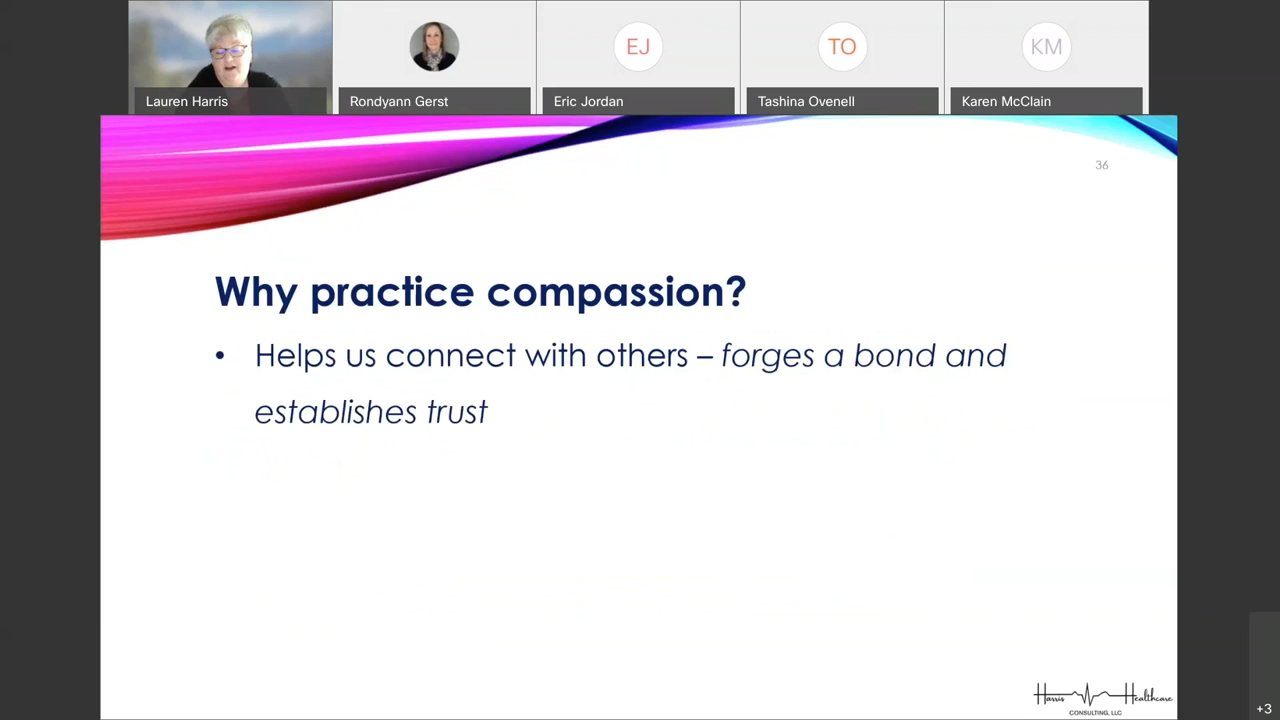 EJ
TO
KM
Lauren Harris
Rondyann Gerst
Eric Jordan
Tashina Ovenell
Karen McClain
36
Why practice compassion?
• Helps us connect with others – forges a bond and
establishes trust
Harris Healthcare
CONSULTING, LLC
+3